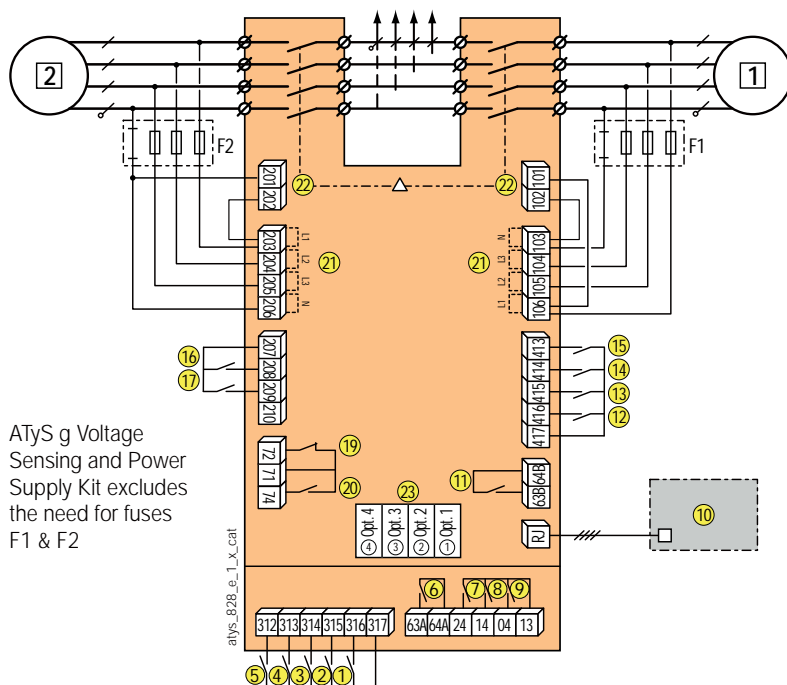 2
1
F2
F1
201
202
22
22
101
102
203
204
205
206
L1
L2
L3
N
21
21
N
L3
L2
L1
103
104
105
106
16
17
207
208
209
210
413
414
415
416
417
15
14
13
12
ATyS g Voltage
Sensing and Power
Supply Kit excludes
the need for fuses
F1 & F2
72
71
74
19
20
11
64B
63B
23
4 Opt. 4
3 Opt. 3
2 Opt. 2
1 Opt. 1
RJ
10
atys_828_e_1_x_cat
6
7
8
9
312
313
314
315
316
317
63A
64A
24
14
04
13
5
4
3
2
1